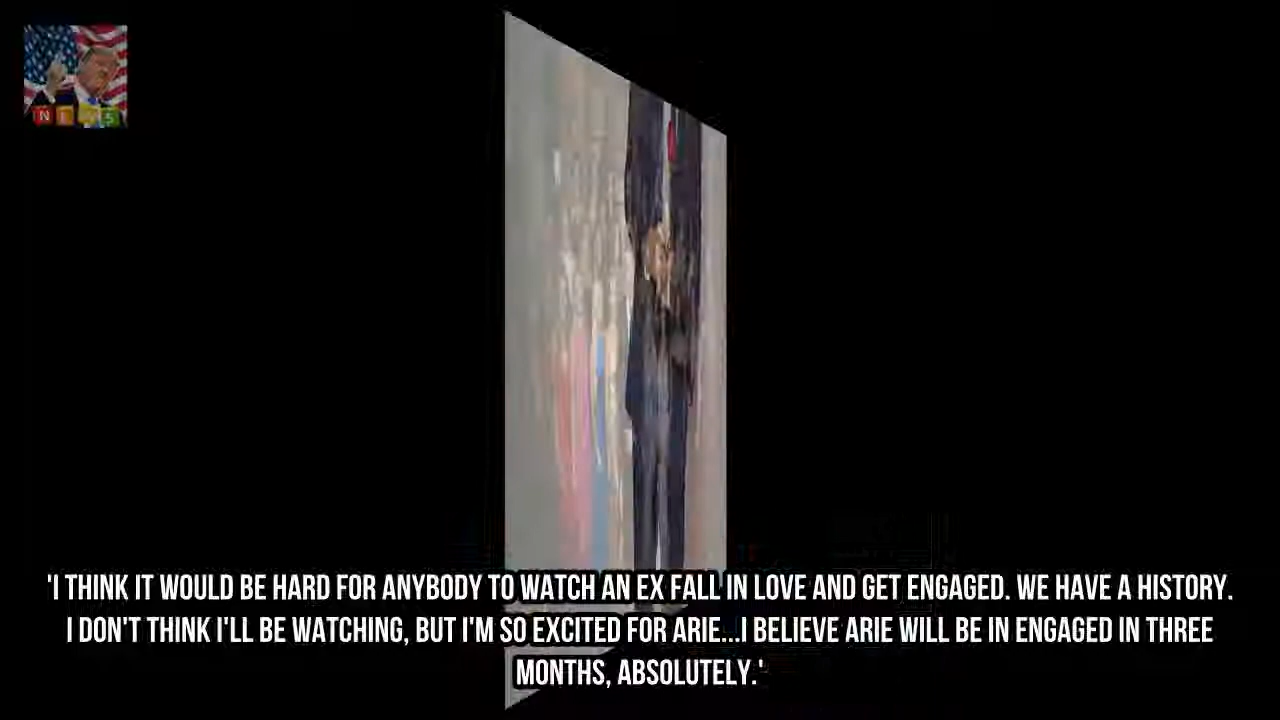 NEWS
'I THINK IT WOULD BE HARD FOR ANYBODY TO WATCH AN EX FALL IN LOVE AND GET ENGAGED. WE HAVE A HISTORY.
I DON'T THINK I'LL BE WATCHING, BUT I'M SO EXCITED FOR ARIE...I BELIEVE ARIE WILL BE IN ENGAGED IN THREE
MONTHS, ABSOLUTELY.'